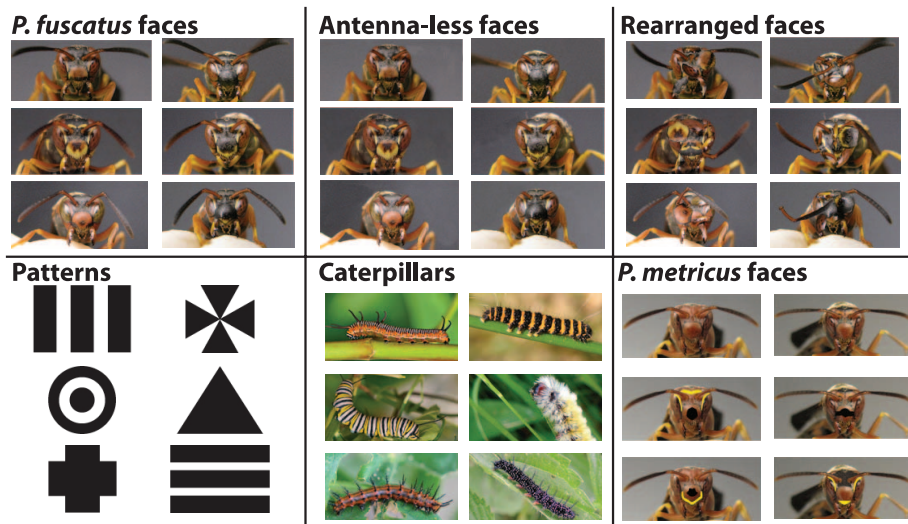 P. fuscatus faces
Antenna-less faces
Rearranged faces
Patterns
Caterpillars
P. metricus faces